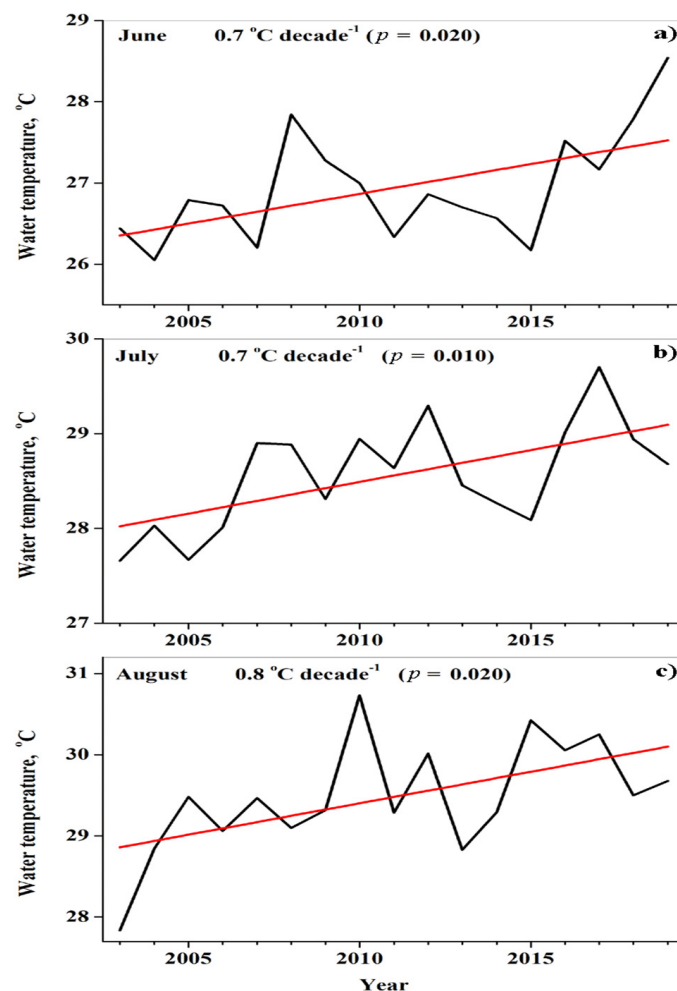 June 0.7 °C decade⁻¹ (p = 0.020) a)
Water temperature, °C
29
28
27
26
2005 2010 2015
July 0.7 °C decade⁻¹ (p = 0.010) b)
Water temperature, °C
30
29
28
27
2005 2010 2015
August 0.8 °C decade⁻¹ (p = 0.020) c)
Water temperature, °C
31
30
29
28
2005 2010 2015
Year